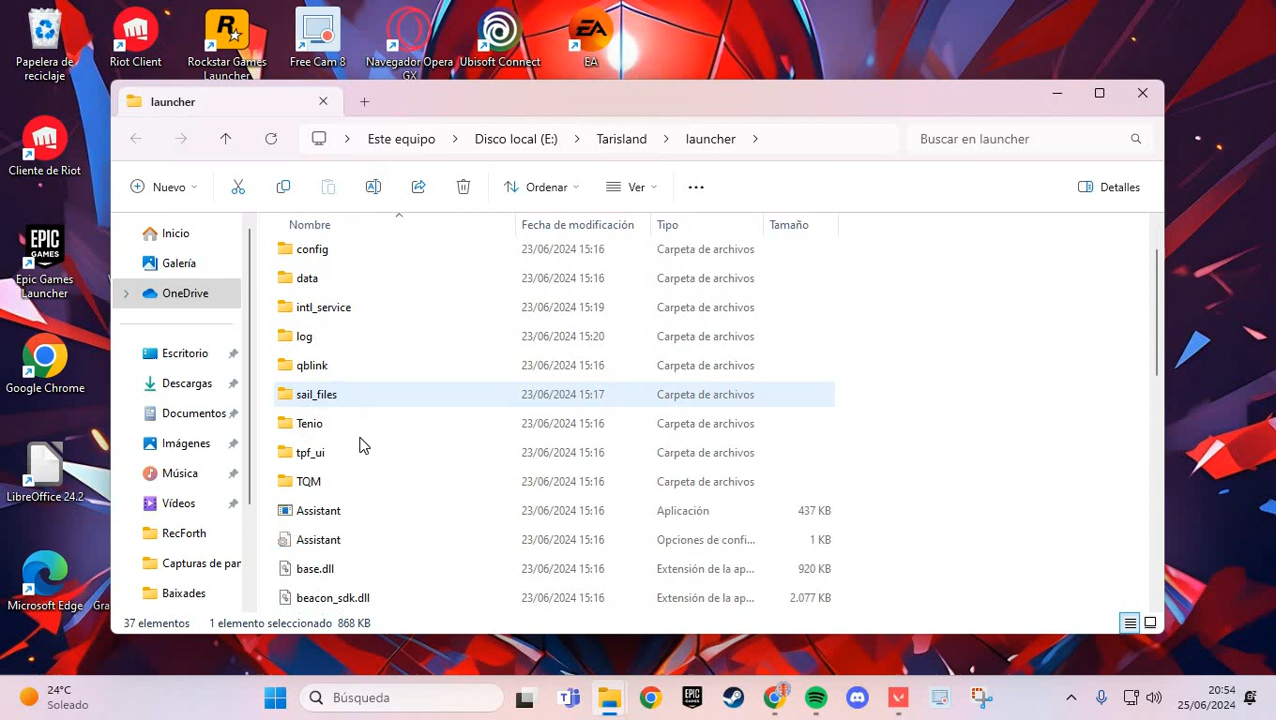 Papelera de
reciclaje
Riot Client
Rockstar Games
Launcher
Free Cam 8
Navegador Opera
GX
Ubisoft Connect
EA
EA
Cliente de Riot
EPIC
GAMES
Epic Games
Launcher
Google Chrome
LibreOffice 24.2
Microsoft Edge
Gra
launcher
Este equipo
Disco local (E:)
Tarisland
launcher
Buscar en launcher
Nuevo
Ordenar
Ver
Detalles
Inicio
Galería
OneDrive
Escritorio
Descargas
Documentos
Imágenes
Música
Vídeos
RecForth
Capturas de pan
Baixades
Nombre Fecha de modificación Tipo Tamaño
config 23/06/2024 15:16 Carpeta de archivos
data 23/06/2024 15:16 Carpeta de archivos
intl_service 23/06/2024 15:19 Carpeta de archivos
log 23/06/2024 15:20 Carpeta de archivos
qblink 23/06/2024 15:16 Carpeta de archivos
sail_files 23/06/2024 15:17 Carpeta de archivos
Tenio 23/06/2024 15:16 Carpeta de archivos
tpf_ui 23/06/2024 15:16 Carpeta de archivos
TQM 23/06/2024 15:16 Carpeta de archivos
Assistant 23/06/2024 15:16 Aplicación 437 KB
Assistant 23/06/2024 15:16 Opciones de confi... 1 KB
base.dll 23/06/2024 15:16 Extensión de la ap... 920 KB
beacon_sdk.dll 23/06/2024 15:16 Extensión de la ap... 2.077 KB
37 elementos 1 elemento seleccionado 868 KB
24°C
Soleado
Búsqueda
EPIC
20:54
25/06/2024